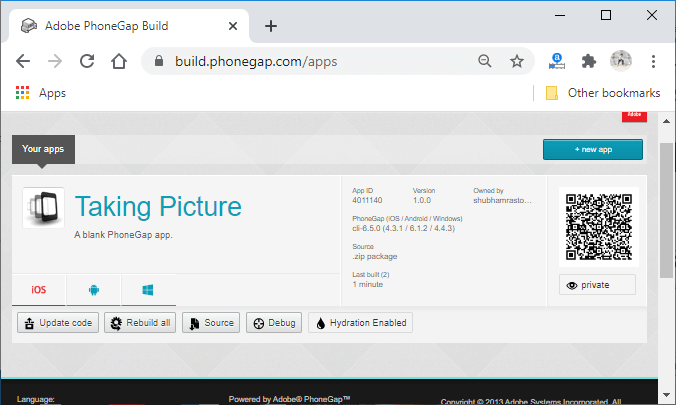 Adobe PhoneGap Build
build.phonegap.com/apps
Apps
Other bookmarks
Adobe
Your apps
+ new app
Taking Picture
A blank PhoneGap app.
App ID
4011140
Version
1.0.0
Owned by
shubhamrasto...
PhoneGap (iOS / Android / Windows)
cli-6.5.0 (4.3.1 / 6.1.2 / 4.4.3)
Source
.zip package
Last built (2)
1 minute
private
iOS
Update code
Rebuild all
Source
Debug
Hydration Enabled
Language:
Powered by Adobe® PhoneGap™
Copyright © 2013 Adobe Systems Incorporated. All